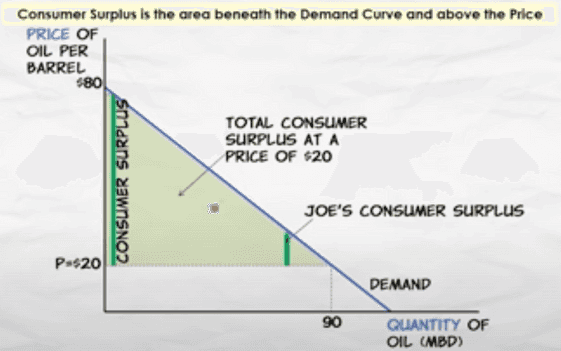 Consumer Surplus is the area beneath the Demand Curve and above the Price
PRICE OF
OIL PER
BARREL
$80
CONSUMER SURPLUS
TOTAL CONSUMER
SURPLUS AT A
PRICE OF $20
JOE'S CONSUMER SURPLUS
P=$20
DEMAND
90
QUANTITY OF
OIL (MBD)